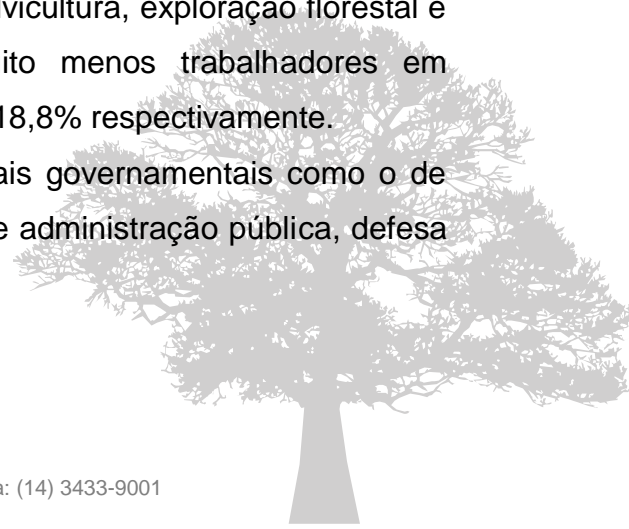 vicultura, exploração florestal e
ito menos trabalhadores em
18,8% respectivamente.
ais governamentais como o de
e administração pública, defesa
a: (14) 3433-9001